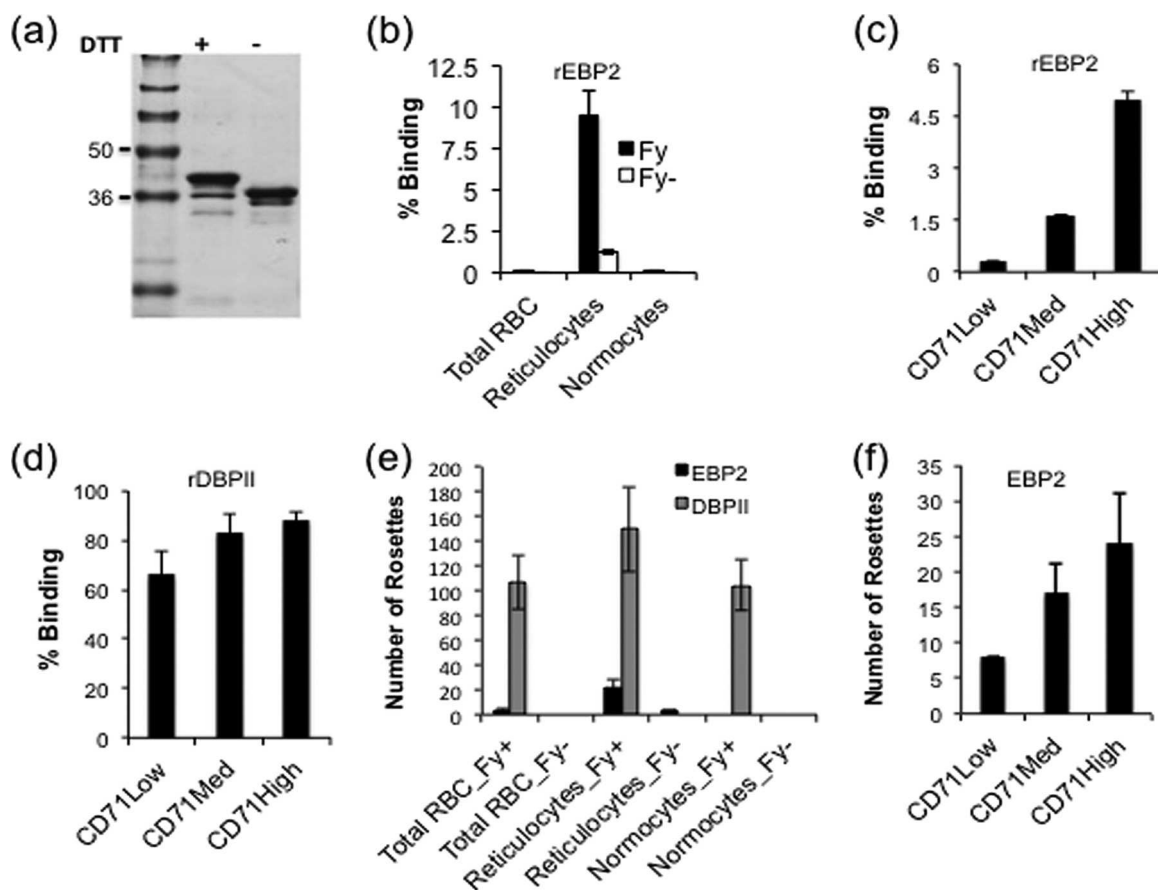 (a)
DTT + -
50
36
(b)
rEBP2
% Binding
12.5
10
7.5
5
2.5
0
Fy
Fy-
Total RBC
Reticulocytes
Normocytes
(c)
rEBP2
% Binding
6
4.5
3
1.5
0
CD71Low
CD71Med
CD71High
(d)
rDBPII
% Binding
100
80
60
40
20
0
CD71Low
CD71Med
CD71High
(e)
Number of Rosettes
200
180
160
140
120
100
80
60
40
20
0
EBP2
DBPII
Total RBC_Fy+
Total RBC_Fy-
Reticulocytes_Fy+
Reticulocytes_Fy-
Normocytes_Fy+
Normocytes_Fy-
(f)
EBP2
Number of Rosettes
35
30
25
20
15
10
5
0
CD71Low
CD71Med
CD71High